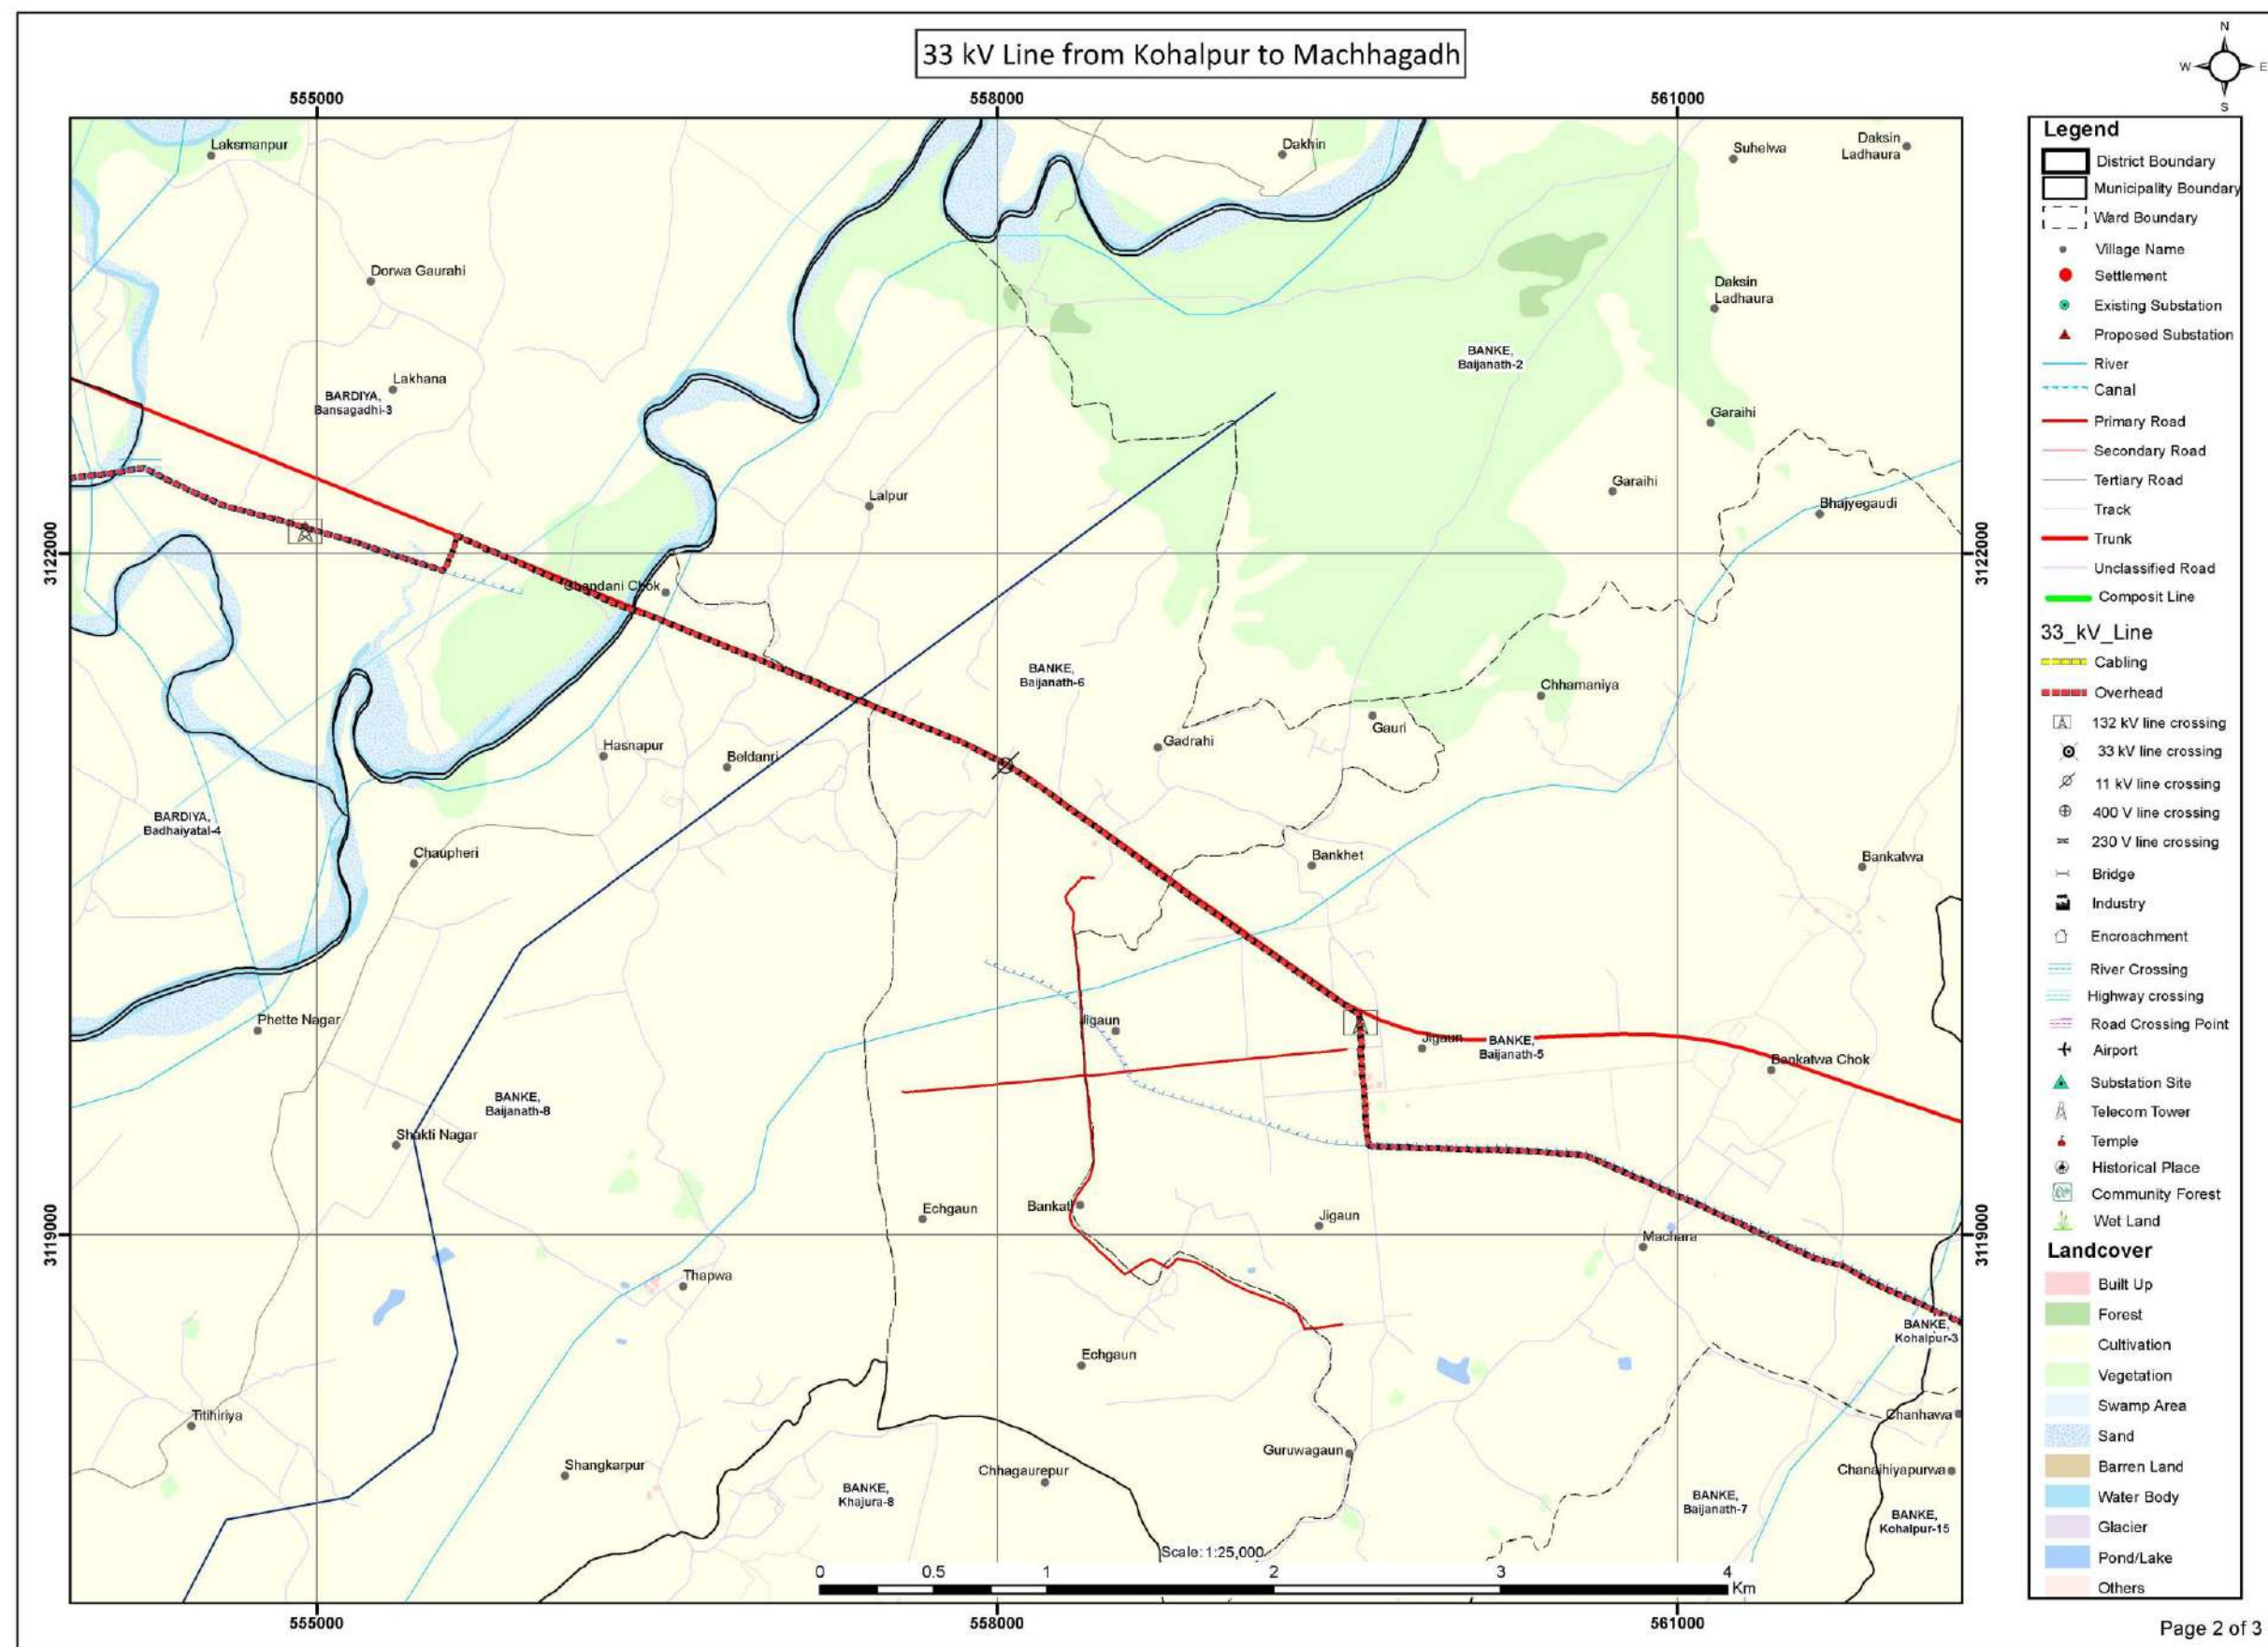 33 kV Line from Kohalpur to Machhagadh
N
W
E
S
555000
558000
561000
3122000
3122000
3119000
3119000
555000
558000
561000
Laksmanpur
Dakhin
Suhelwa
Daksin
Ladhaura
Dorwa Gaurahi
Daksin
Ladhaura
BANKE,
Baijanath-2
Lakhana
BARDIYA,
Bansagadhi-3
Garaihi
Garaihi
Lalpur
Bhajyegaudi
Chandani Chok
BANKE,
Baijanath-6
Chhamaniya
Gauri
Gadrahi
Hasnapur
Beldanri
BARDIYA,
Badhaiyatal-4
Chaupheri
Bankhet
Bankatwa
Phette Nagar
Jigaun
Jigaun
BANKE,
Baijanath-5
Bankatwa Chok
BANKE,
Baijanath-8
Shakti Nagar
Echgaun
Bankati
Jigaun
Machara
Thapwa
BANKE,
Kohalpur-3
Echgaun
Titihiriya
Chanhawa
Guruwagaun
Shangkarpur
Chhagaurepur
Chanaihiyapurwa
BANKE,
Khajura-8
BANKE,
Baijanath-7
BANKE,
Kohalpur-15
Scale: 1:25,000
0 0.5 1 2 3 4
Km
Legend
District Boundary
Municipality Boundary
Ward Boundary
Village Name
Settlement
Existing Substation
Proposed Substation
River
Canal
Primary Road
Secondary Road
Tertiary Road
Track
Trunk
Unclassified Road
Composit Line
33_kV_Line
Cabling
Overhead
132 kV line crossing
33 kV line crossing
11 kV line crossing
400 V line crossing
230 V line crossing
Bridge
Industry
Encroachment
River Crossing
Highway crossing
Road Crossing Point
Airport
Substation Site
Telecom Tower
Temple
Historical Place
Community Forest
Wet Land
Landcover
Built Up
Forest
Cultivation
Vegetation
Swamp Area
Sand
Barren Land
Water Body
Glacier
Pond/Lake
Others
Page 2 of 3